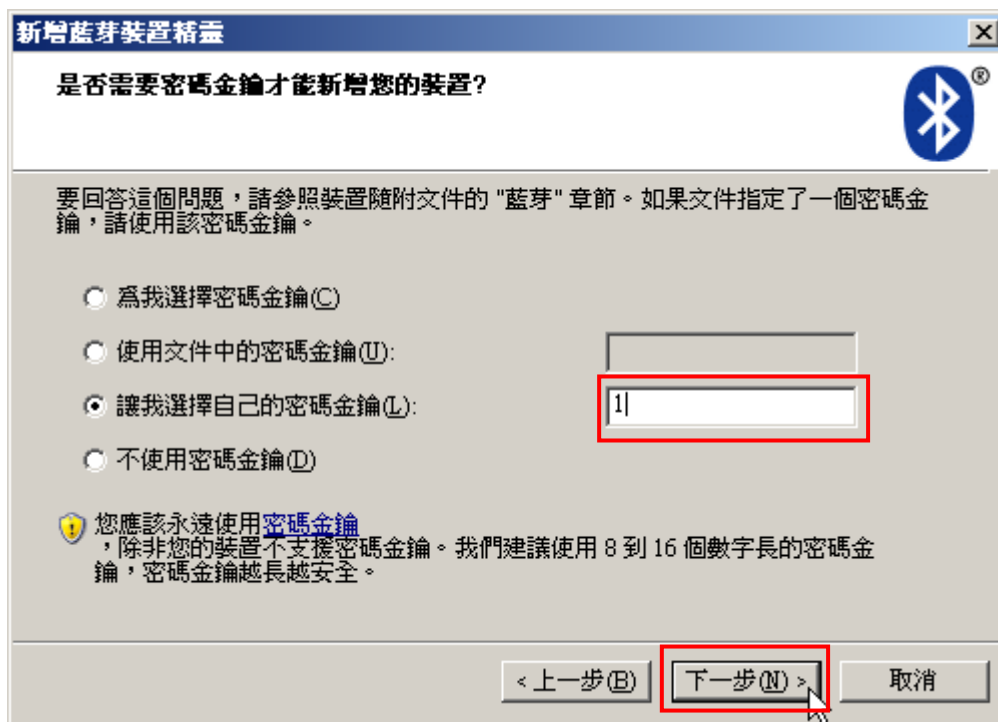 新增藍芽裝置精靈
是否需要密碼金鑰才能新增您的裝置?
®
要回答這個問題，請參照裝置隨附文件的 "藍芽" 章節。如果文件指定了一個密碼金
鑰，請使用該密碼金鑰。
為我選擇密碼金鑰(C)
使用文件中的密碼金鑰(U):
讓我選擇自己的密碼金鑰(L):
1
不使用密碼金鑰(D)
您應該永遠使用密碼金鑰
，除非您的裝置不支援密碼金鑰。我們建議使用 8 到 16 個數字長的密碼金
鑰，密碼金鑰越長越安全。
< 上一步(B) 下一步(N) > 取消